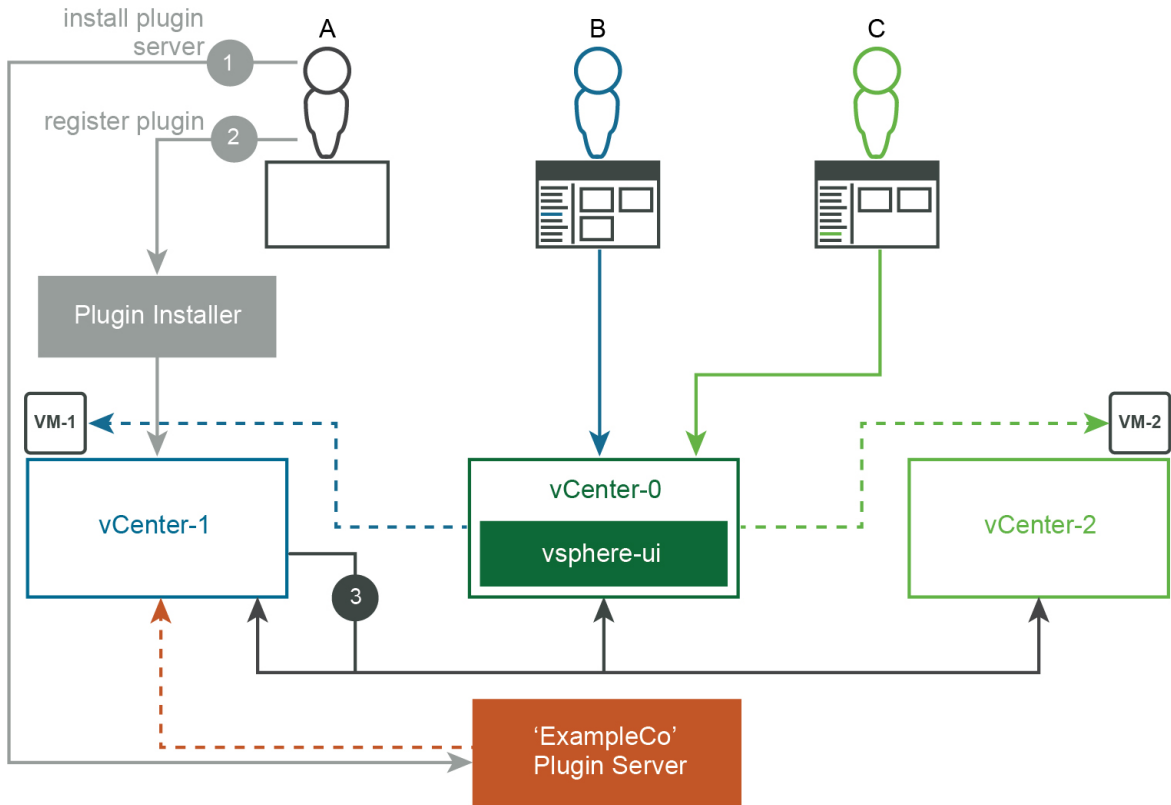 install plugin
server
1
A
B
C
register plugin
2
Plugin Installer
VM-1
VM-2
vCenter-1
vCenter-0
vsphere-ui
vCenter-2
3
‘ExampleCo’
Plugin Server